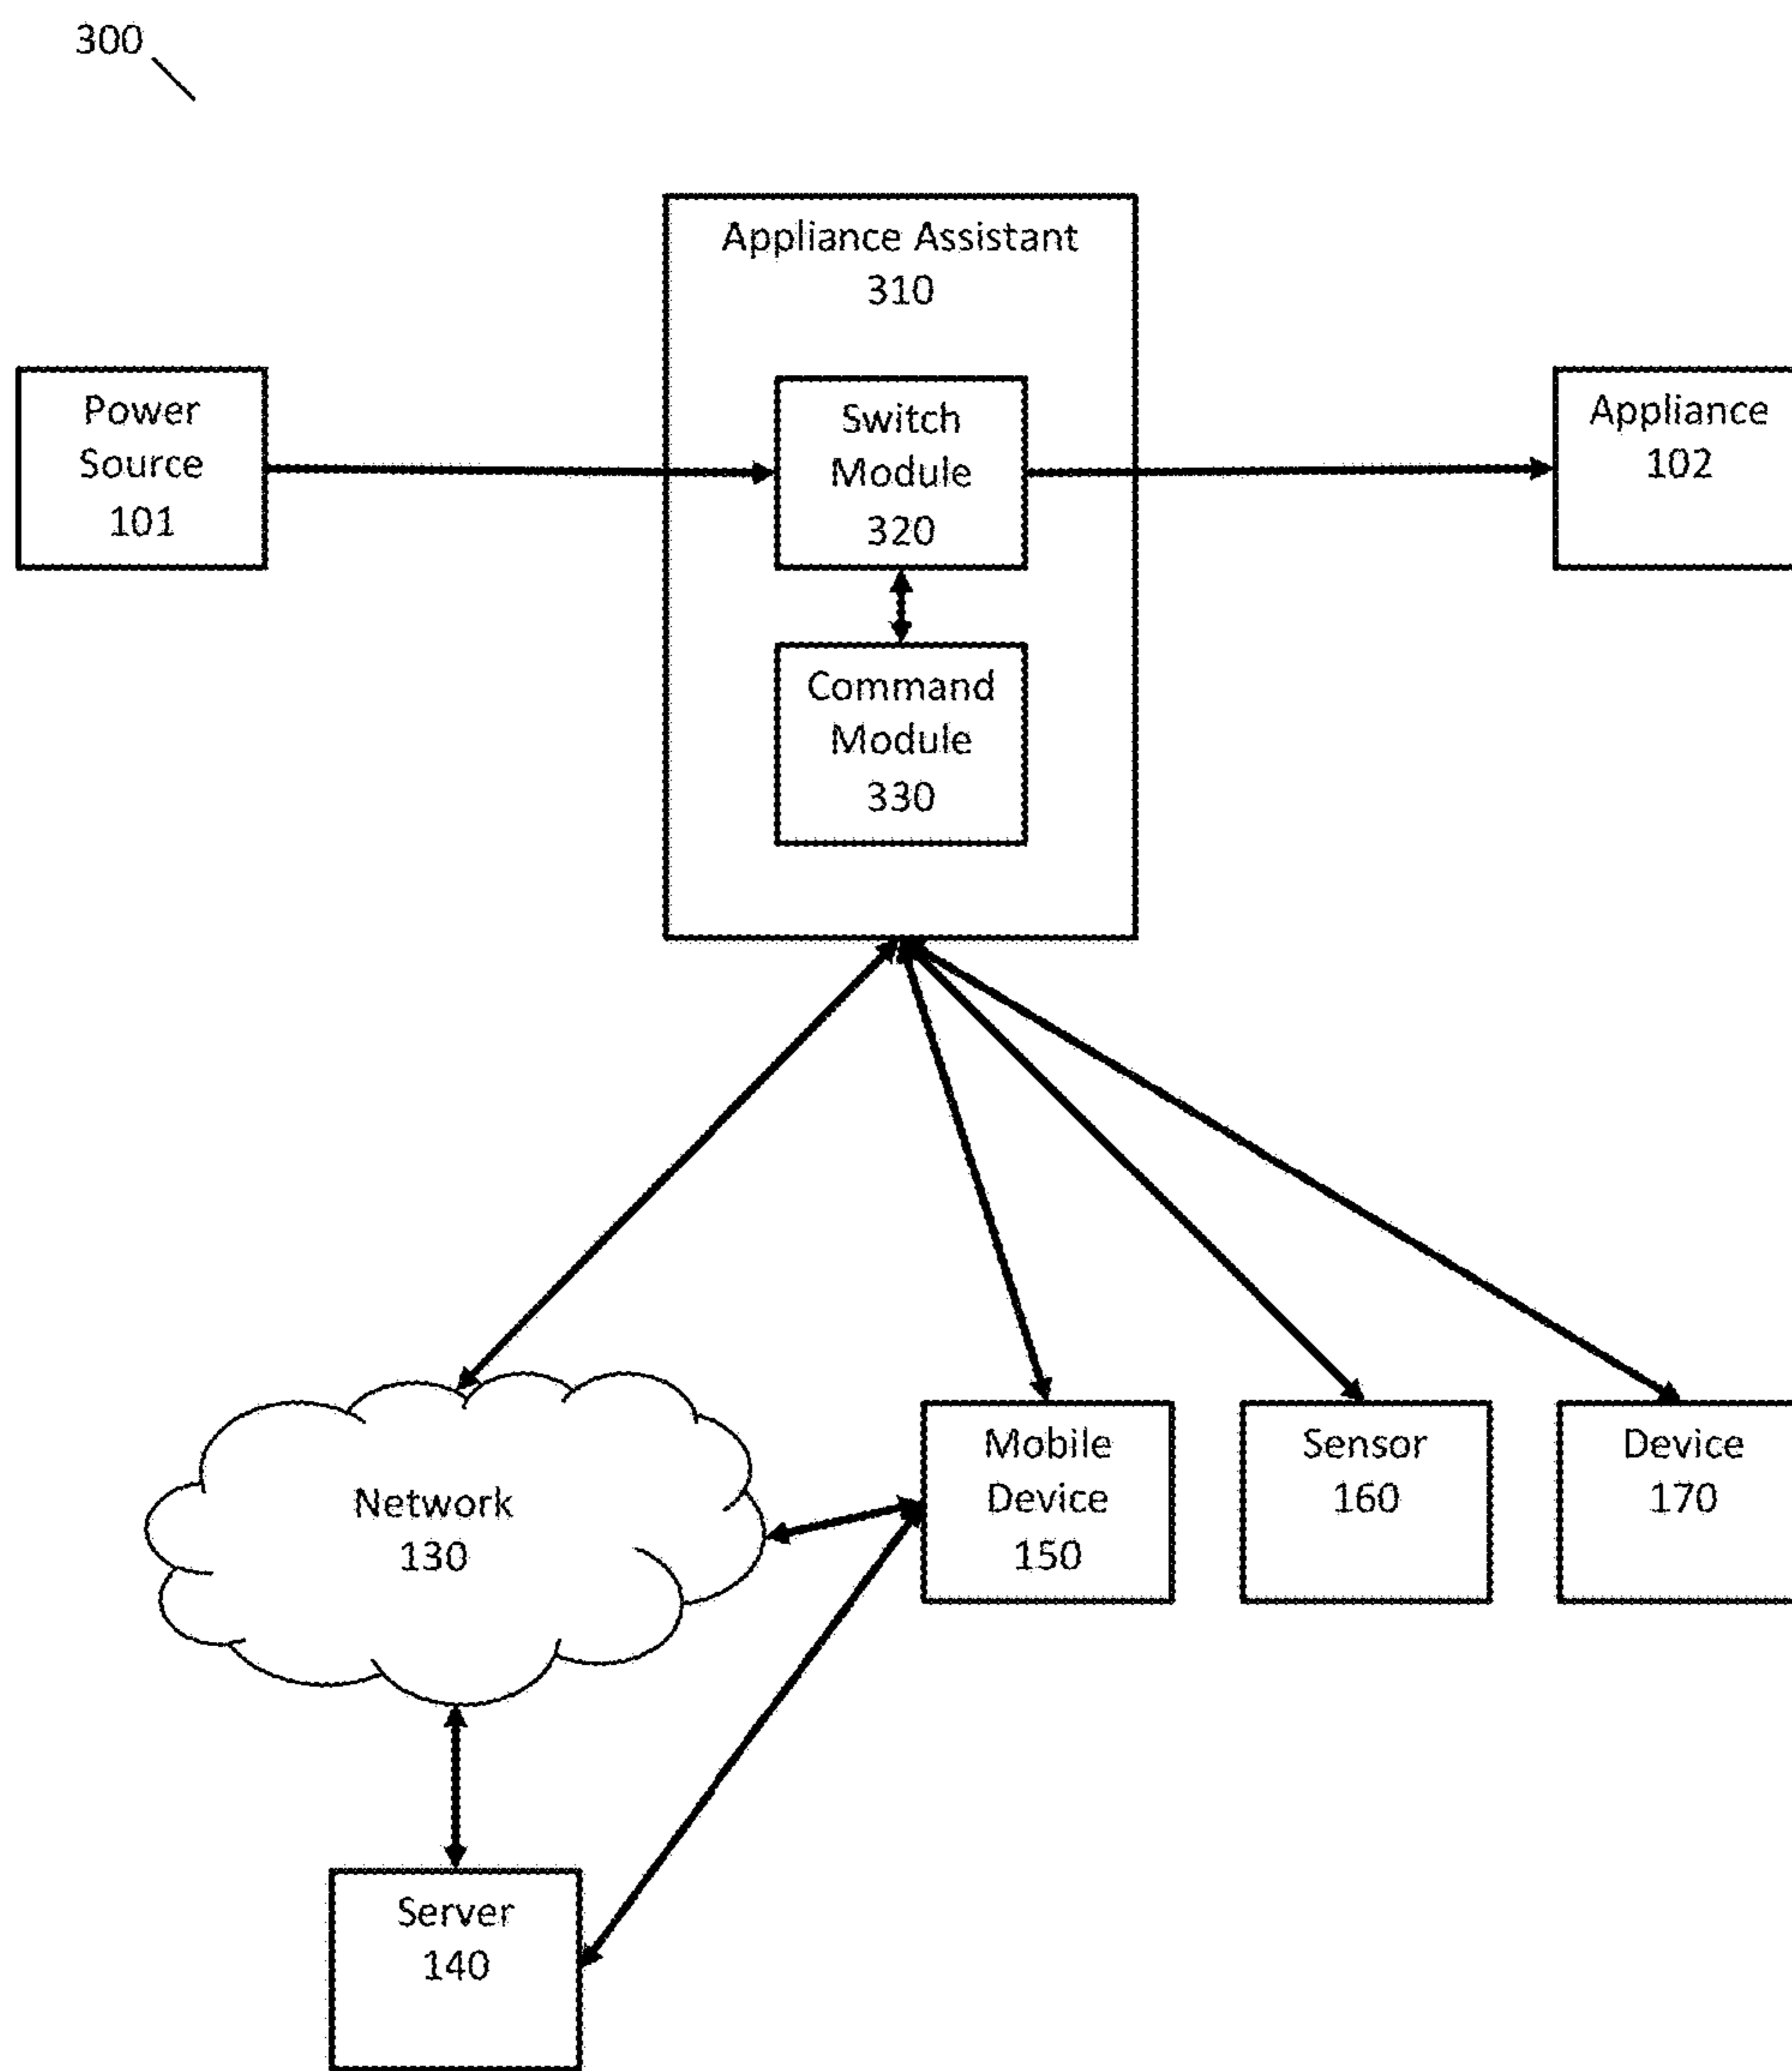 300
Appliance Assistant
310
Power
Source
101
Switch
Module
320
Appliance
102
Command
Module
330
Network
130
Mobile
Device
150
Sensor
160
Device
170
Server
140